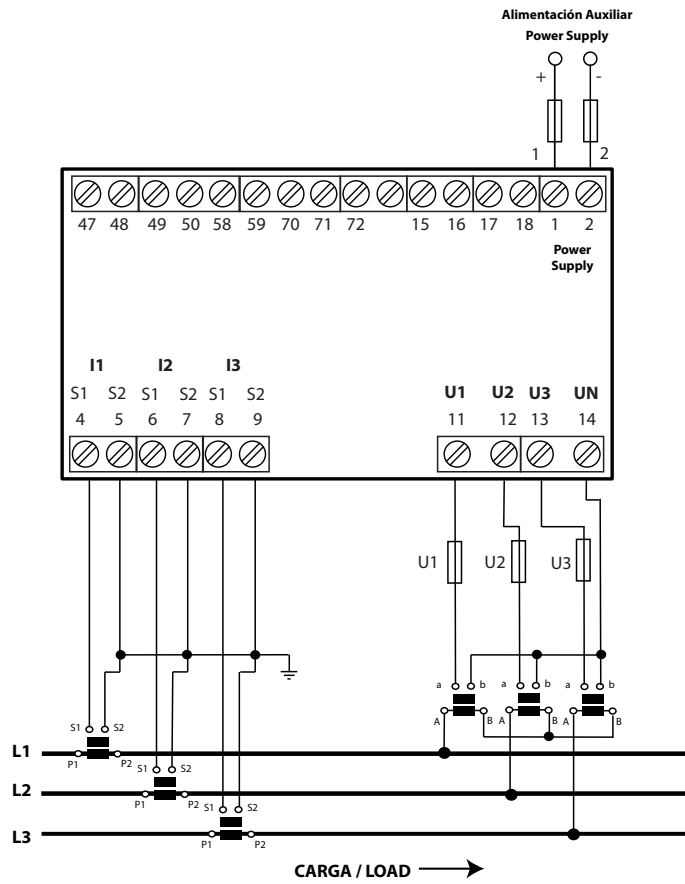 Alimentación Auxiliar
Power Supply
+ -
1 2
47 48 49 50 58 59 70 71 72 15 16 17 18 1 2
Power
Supply
I1 I2 I3
S1 S2 S1 S2 S1 S2
4 5 6 7 8 9
U1 U2 U3 UN
11 12 13 14
U1 U2 U3
a b a b a b
A B A B A B
S1 S2
L1
P1 P2
S1 S2
L2
P1 P2
S1 S2
L3
P1 P2
CARGA / LOAD